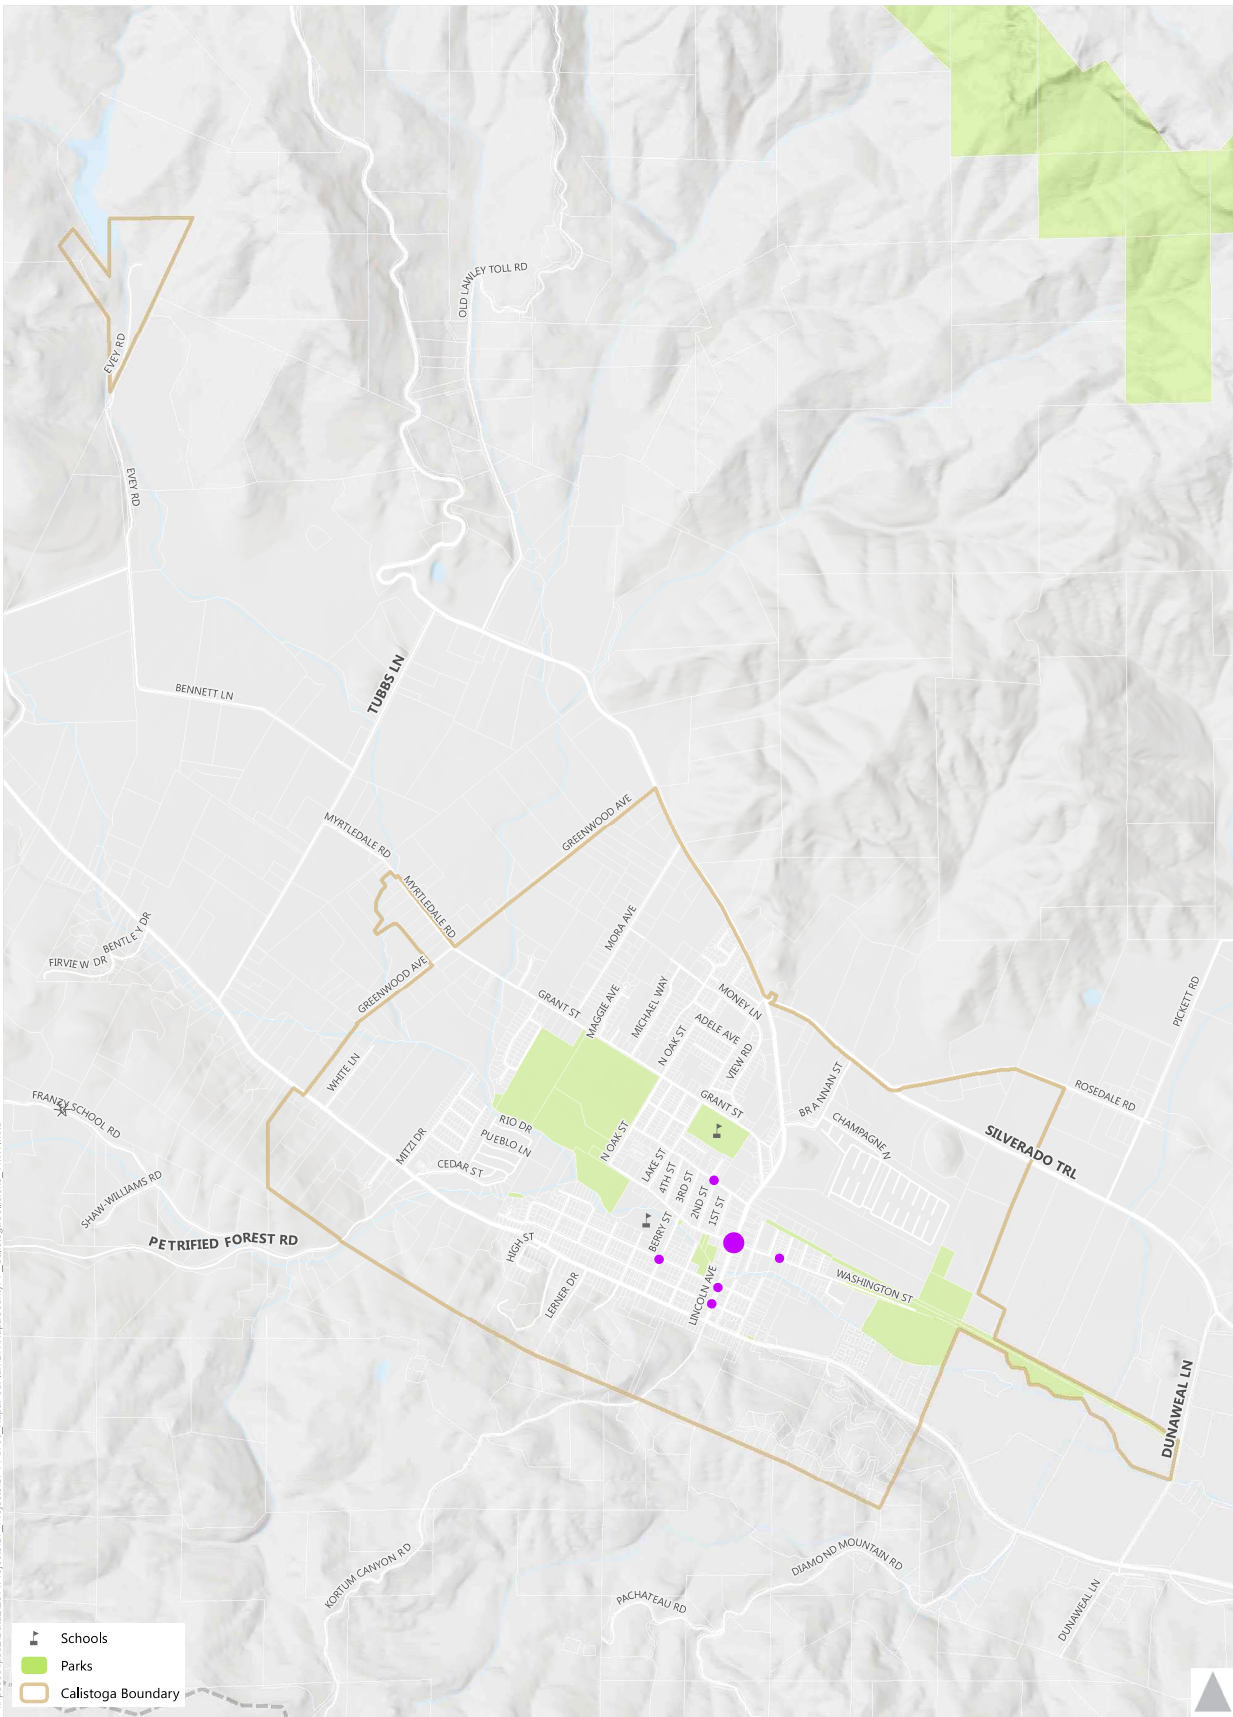 OLD LAWLEY TOLL RD
EVEY RD
EVEY RD
TUBBS LN
BENNETT LN
GREENWOOD AVE
MYRTLEDALE RD
MYRTLEDALE RD
MORA AVE
BENTLEY DR
FIRVIEW DR
GREENWOOD AVE
MICHAEL WAY
MAGGIE AVE
MONEY LN
PICKETT RD
GRANT ST
ADELE AVE
N OAK ST
VIEW RD
WHITE LN
BRANNAN ST
ROSEDALE RD
GRANT ST
FRANZ SCHOOL RD
CHAMPAGNE N
RIO DR
MITZI DR
PUEBLO LN
N OAK ST
SILVERADO TRL
CEDAR ST
LAKE ST
4TH ST
3RD ST
2ND ST
1ST ST
SHAW-WILLIAMS RD
BERRY ST
PETRIFIED FOREST RD
HIGH ST
WASHINGTON ST
LERNER DR
LINCOLN AVE
DUNAWEAL LN
KORTUM CANYON RD
DIAMOND MOUNTAIN RD
PACHATEAU RD
DUNAWEAL LN
Schools
Parks
Calistoga Boundary